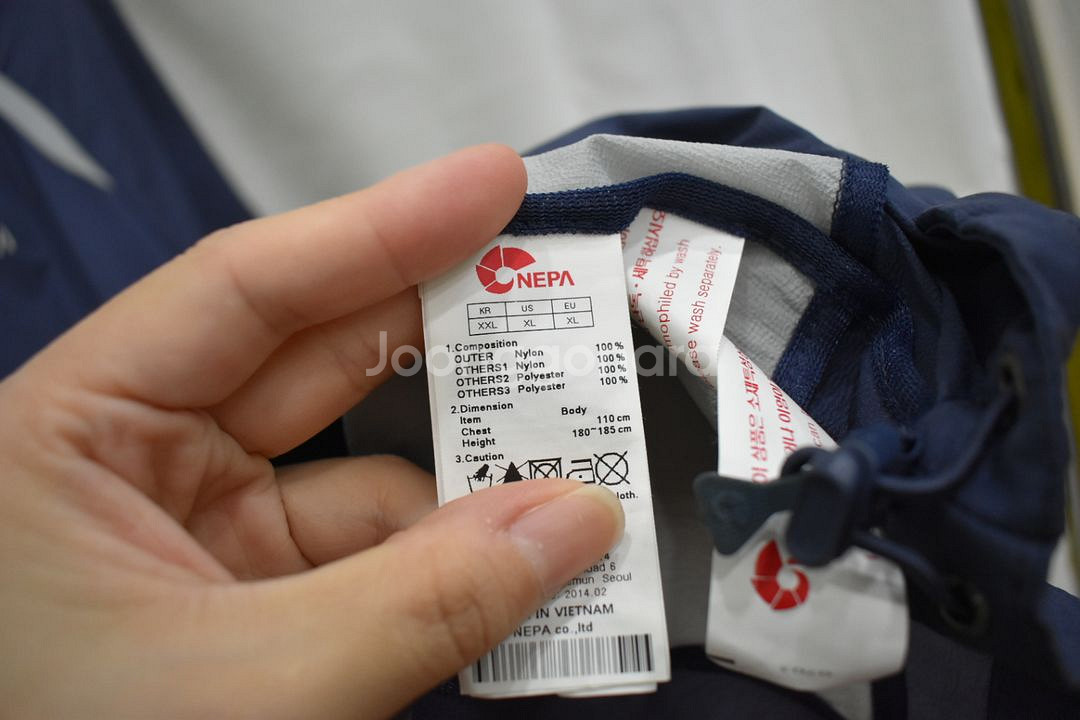 NEPA
KR US EU
XXL XL XL
1.Composition
OUTER Nylon 100%
OTHERS1 Nylon 100%
OTHERS2 Polyester 100%
OTHERS3 Polyester 100%
2.Dimension
Item Body
Chest 110cm
Height 180~185cm
3.Caution
loth.
4
6
mun Seoul
2014.02
IN VIETNAM
NEPA co.,ltd
mophiled by wash
ase wash separately.